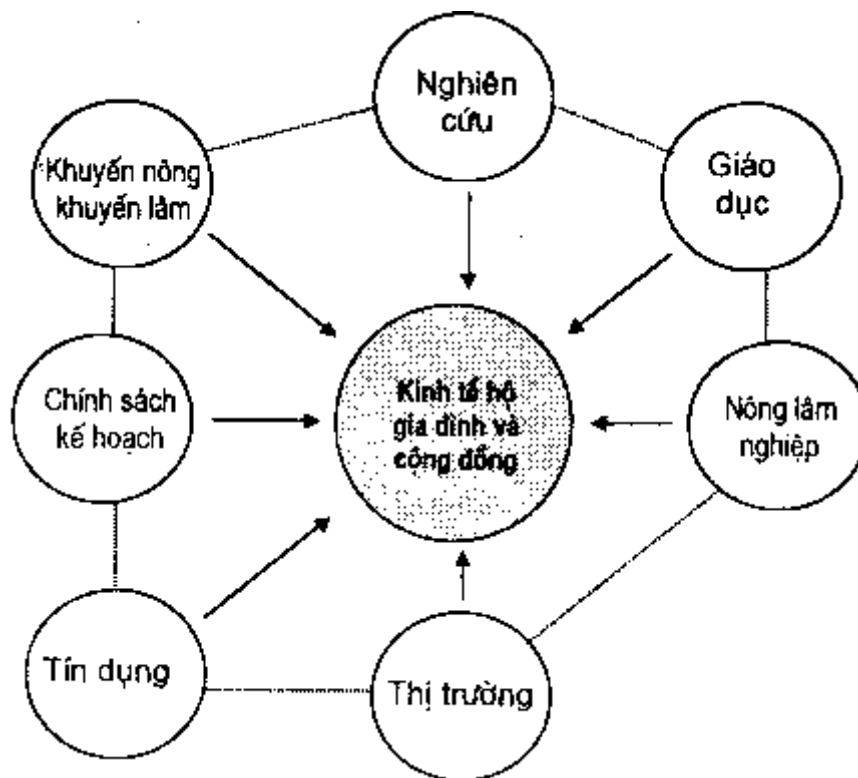 Nghiên
cứu
Khuyến nông
khuyến lâm
Giáo
dục
Chính sách
kế hoạch
Kinh tế hộ
gia đình và
cộng đồng
Nông lâm
nghiệp
Tín dụng
Thị trường